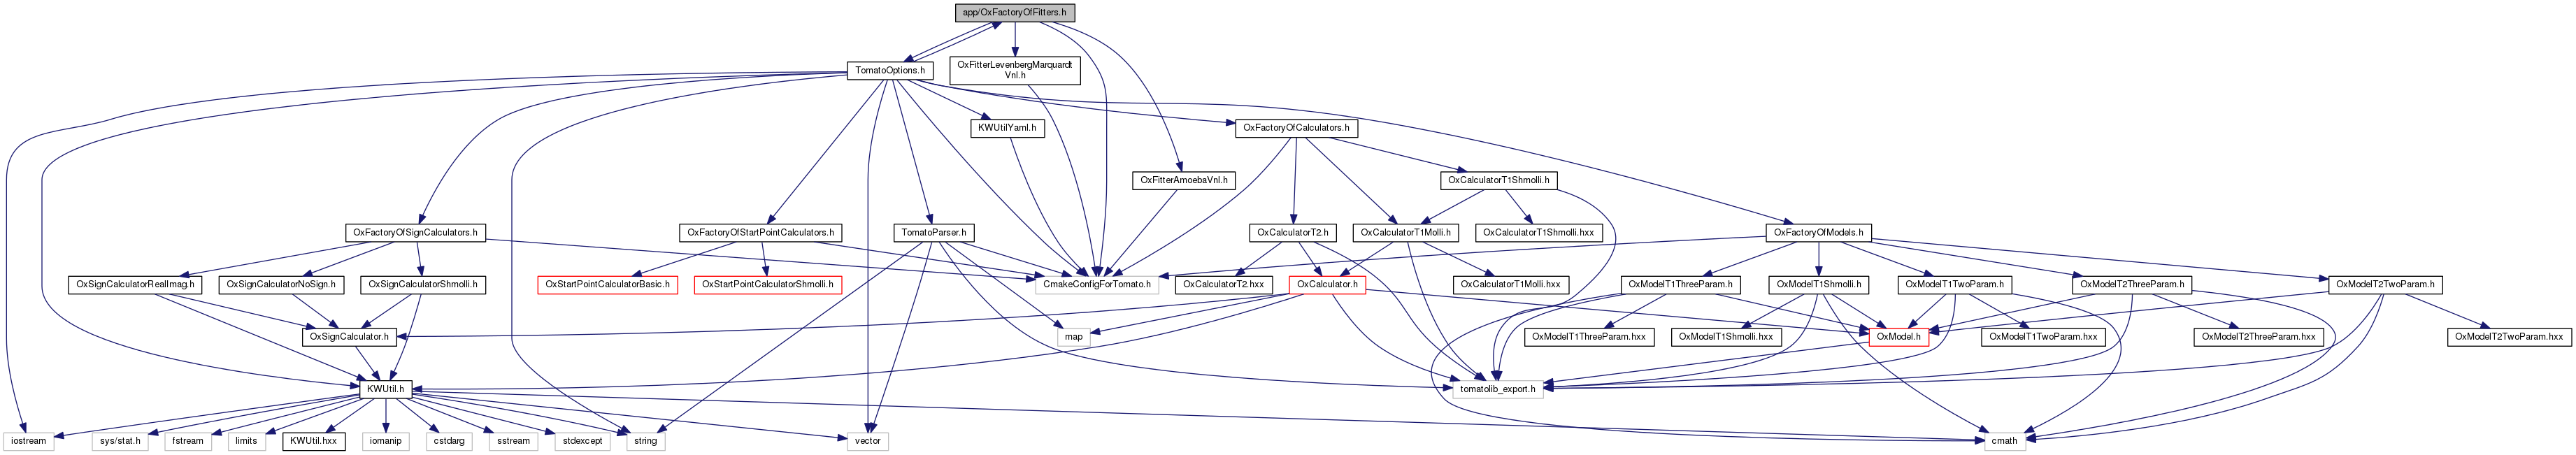 app/OxFactoryOfFitters.h
TomatoOptions.h
OxFitterLevenbergMarquardt
Vnl.h
KWUtilYaml.h
OxFactoryOfCalculators.h
OxFitterAmoebaVnl.h
OxCalculatorT1Shmolli.h
OxFactoryOfSignCalculators.h
OxFactoryOfStartPointCalculators.h
TomatoParser.h
OxCalculatorT2.h
OxCalculatorT1Molli.h
OxCalculatorT1Shmolli.hxx
OxFactoryOfModels.h
OxSignCalculatorRealImag.h
OxSignCalculatorNoSign.h
OxSignCalculatorShmolli.h
OxStartPointCalculatorBasic.h
OxStartPointCalculatorShmolli.h
CmakeConfigForTomato.h
OxCalculatorT2.hxx
OxCalculator.h
OxCalculatorT1Molli.hxx
OxModelT1ThreeParam.h
OxModelT1Shmolli.h
OxModelT1TwoParam.h
OxModelT2ThreeParam.h
OxModelT2TwoParam.h
OxSignCalculator.h
map
OxModelT1ThreeParam.hxx
OxModelT1Shmolli.hxx
OxModel.h
OxModelT1TwoParam.hxx
OxModelT2ThreeParam.hxx
OxModelT2TwoParam.hxx
KWUtil.h
tomatolib_export.h
iostream
sys/stat.h
fstream
limits
KWUtil.hxx
iomanip
cstdarg
sstream
stdexcept
string
vector
cmath